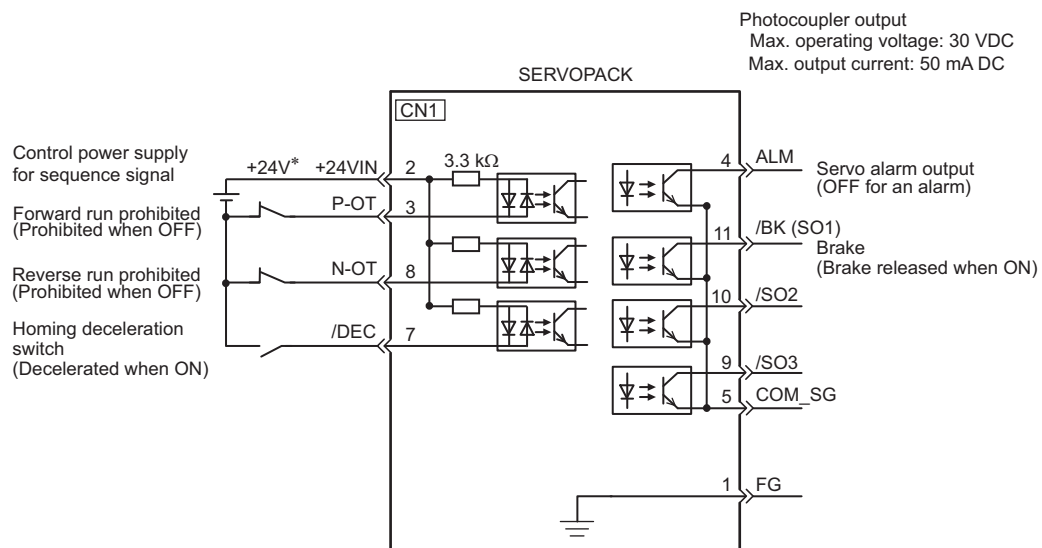 Photocoupler output
Max. operating voltage: 30 VDC
Max. output current: 50 mA DC
SERVOPACK
CN1
Control power supply
for sequence signal
+24V*
+24VIN
2
3.3 kΩ
Forward run prohibited
(Prohibited when OFF)
P-OT
3
Reverse run prohibited
(Prohibited when OFF)
N-OT
8
Homing deceleration
switch
(Decelerated when ON)
/DEC
7
4
ALM
Servo alarm output
(OFF for an alarm)
11
/BK (SO1)
Brake
(Brake released when ON)
10
/SO2
9
/SO3
5
COM_SG
1
FG